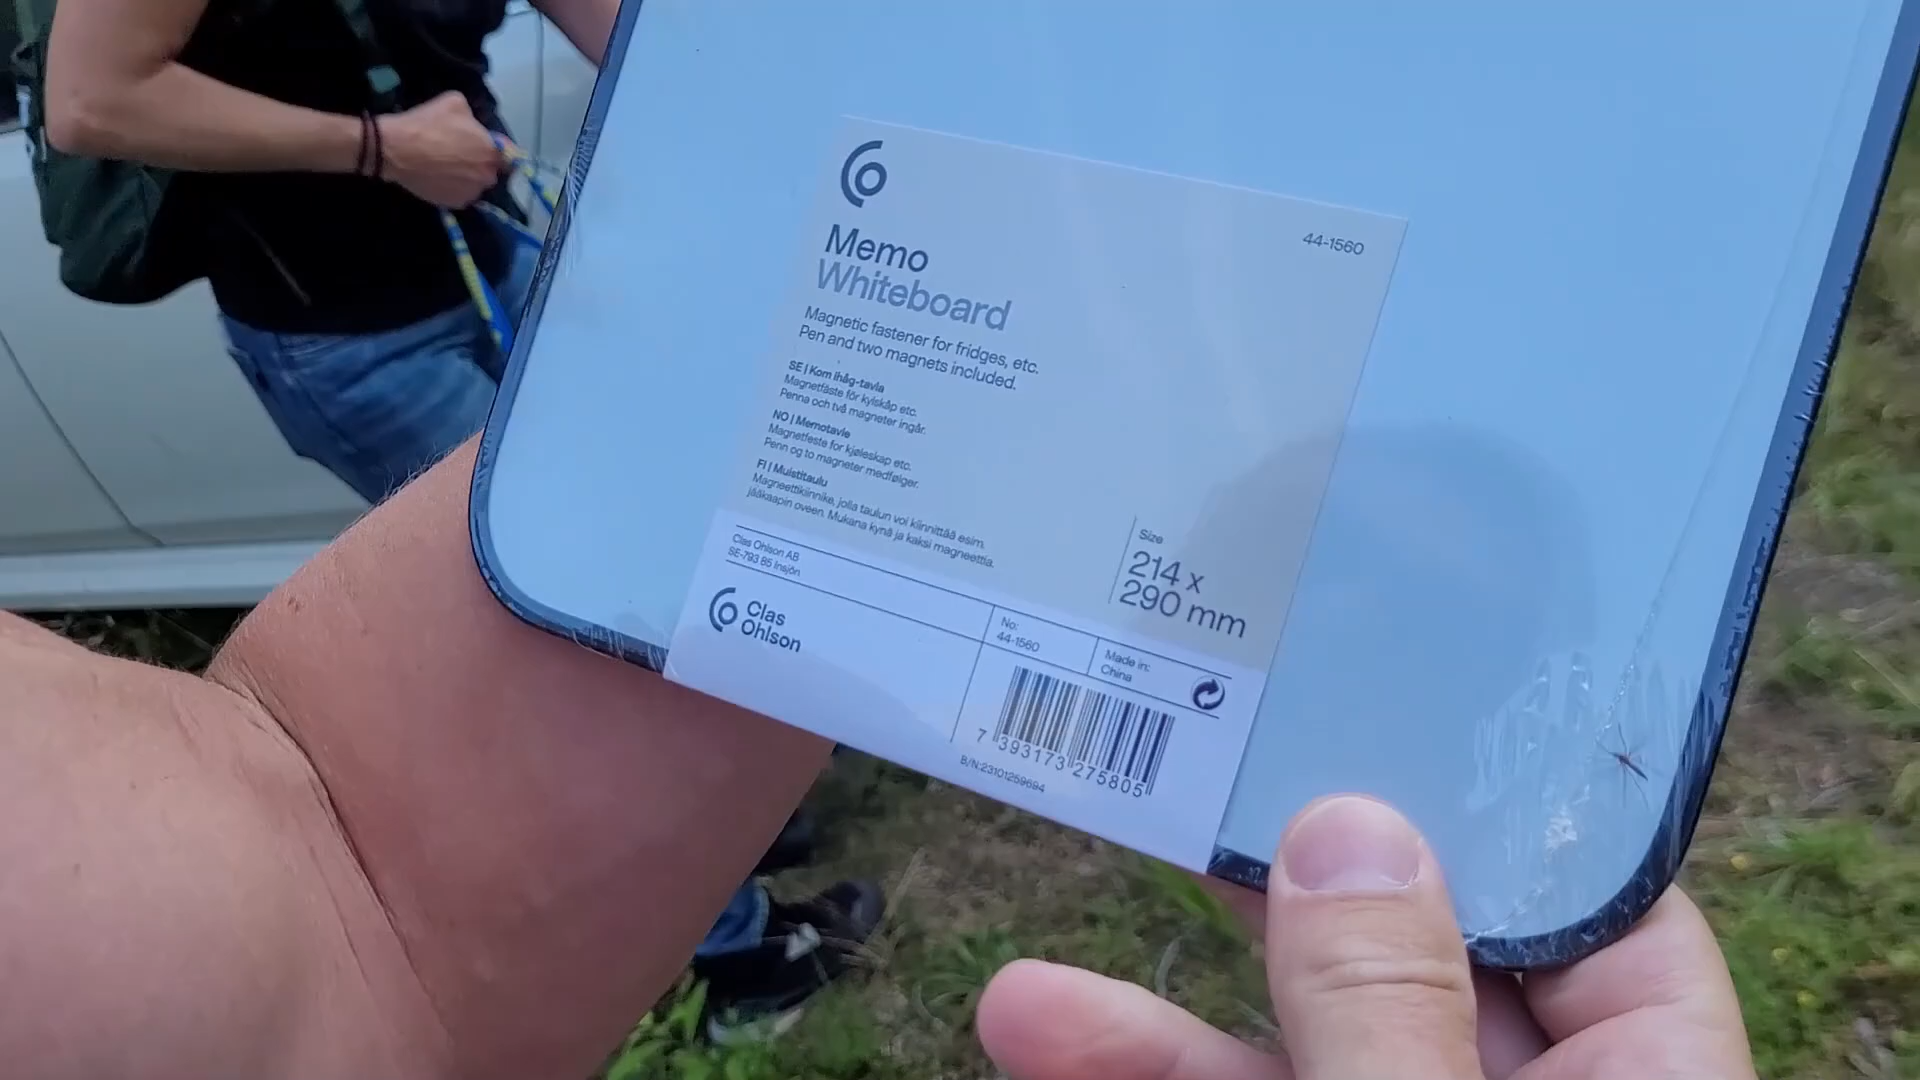 44-1560
Memo
Whiteboard
Magnetic fastener for fridges, etc.
Pen and two magnets included.
SE | Kom ihåg-tavla
Magnetfäste för kylskåp etc.
Penna och två magneter ingår.
NO | Memotavle
Magnetfeste for kjøleskap etc.
Penn og to magneter medfølger.
FI | Muistitaulu
Magneettikiinnike, jolla taulun voi kiinnittää esim.
jääkaapin oveen. Mukana kynä ja kaksi magneettia.
Size
214 x
290 mm
Clas Ohlson AB
SE-793 85 Insjön
Clas
Ohlson
No:
44-1560
Made in:
China
7 393173 275805
B/N:23101259694